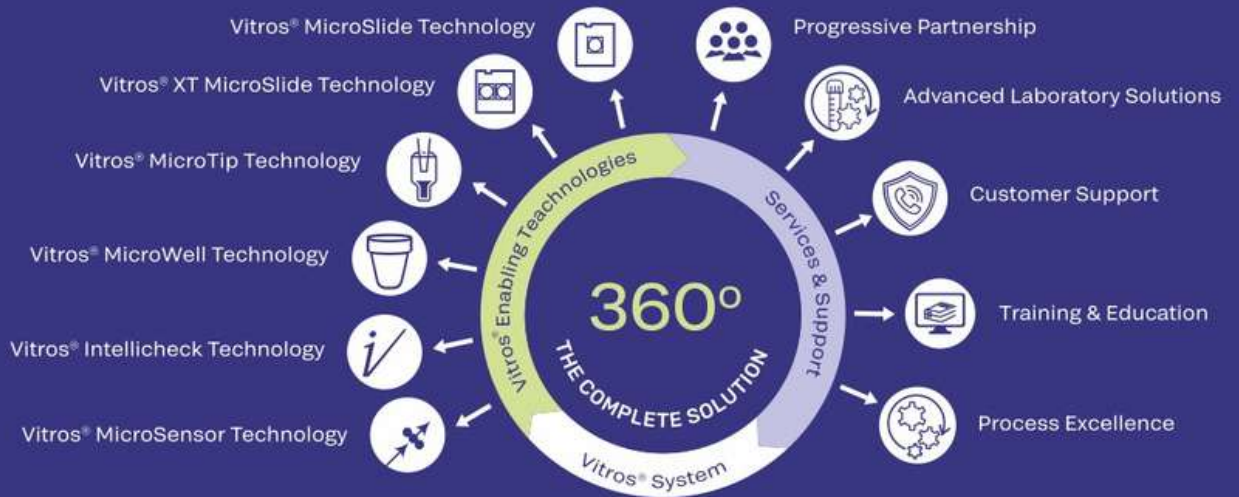 Vitros® MicroSlide Technology
Vitros® XT MicroSlide Technology
Vitros® MicroTip Technology
Vitros® MicroWell Technology
Vitros® Intellicheck Technology
Vitros® MicroSensor Technology
Vitros® Enabling Teachnologies
360º
THE COMPLETE SOLUTION
Vitros® System
Services & Support
Progressive Partnership
Advanced Laboratory Solutions
Customer Support
Training & Education
Process Excellence